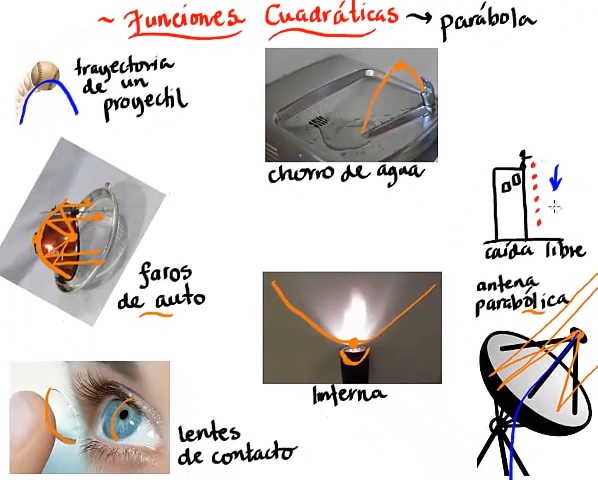 ~ Funciones Cuadráticas → parábola
trayectoria
de un
proyectil
chorro de agua
caída libre
faros
de auto
antena
parabólica
linterna
lentes
de contacto